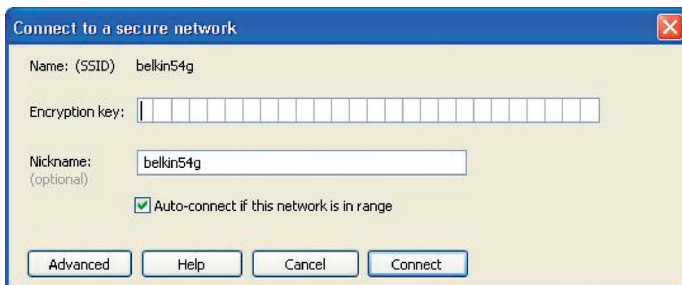 Connect to a secure network
Name: (SSID) belkin54g
Encryption key:
Nickname: belkin54g
(optional)
Auto-connect if this network is in range
Advanced Help Cancel Connect